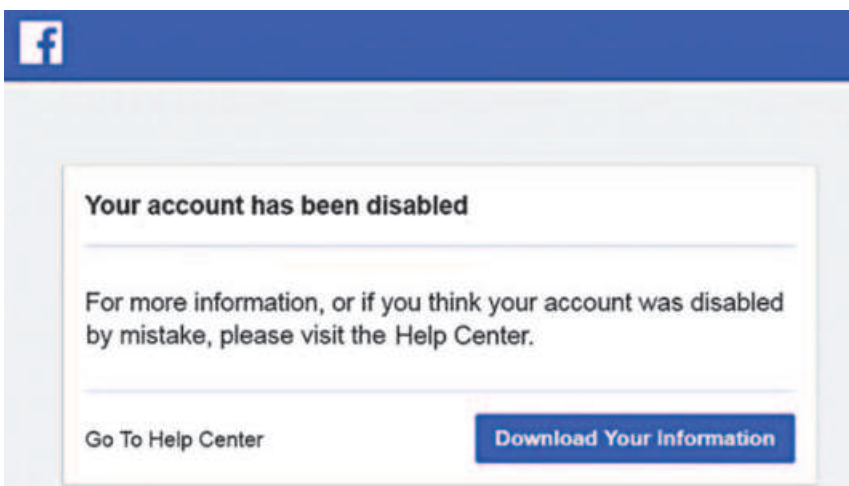 Your account has been disabled
For more information, or if you think your account was disabled
by mistake, please visit the Help Center.
Go To Help Center
Download Your Information